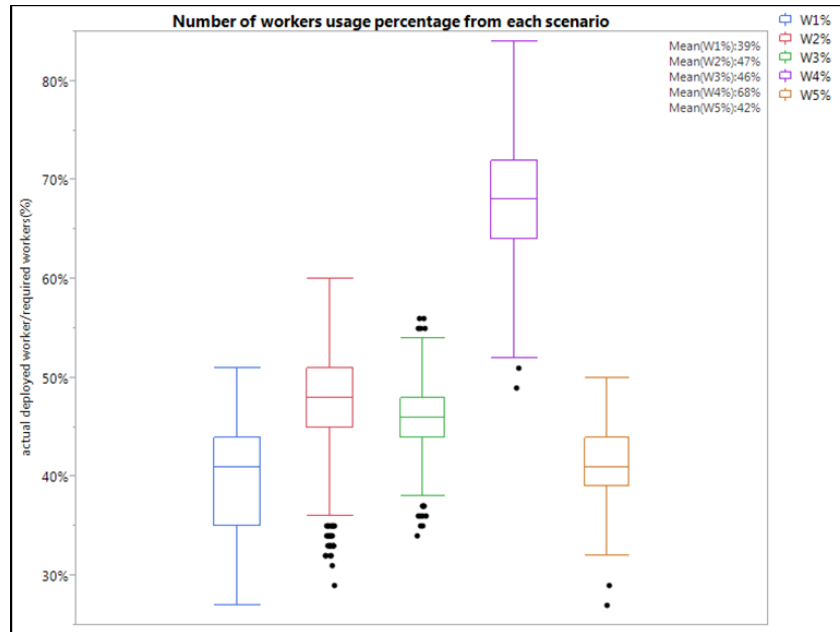 Number of workers usage percentage from each scenario
W1%
W2%
W3%
W4%
W5%
Mean(W1%):39%
Mean(W2%):47%
Mean(W3%):46%
Mean(W4%):68%
Mean(W5%):42%
actual deployed worker/required workers(%)
80%
70%
60%
50%
40%
30%